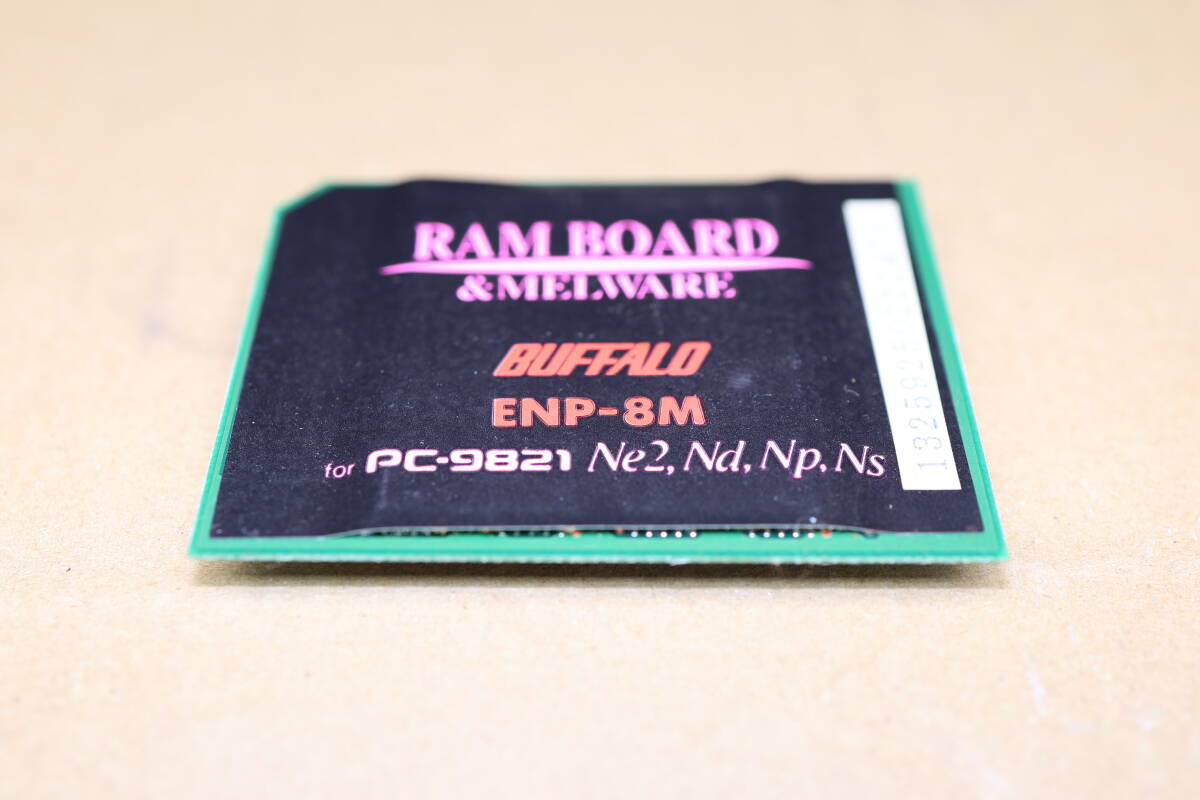 RAM BOARD
& MELWARE
BUFFALO
ENP-8M
for PC-9821 Ne2, Nd, Np, Ns